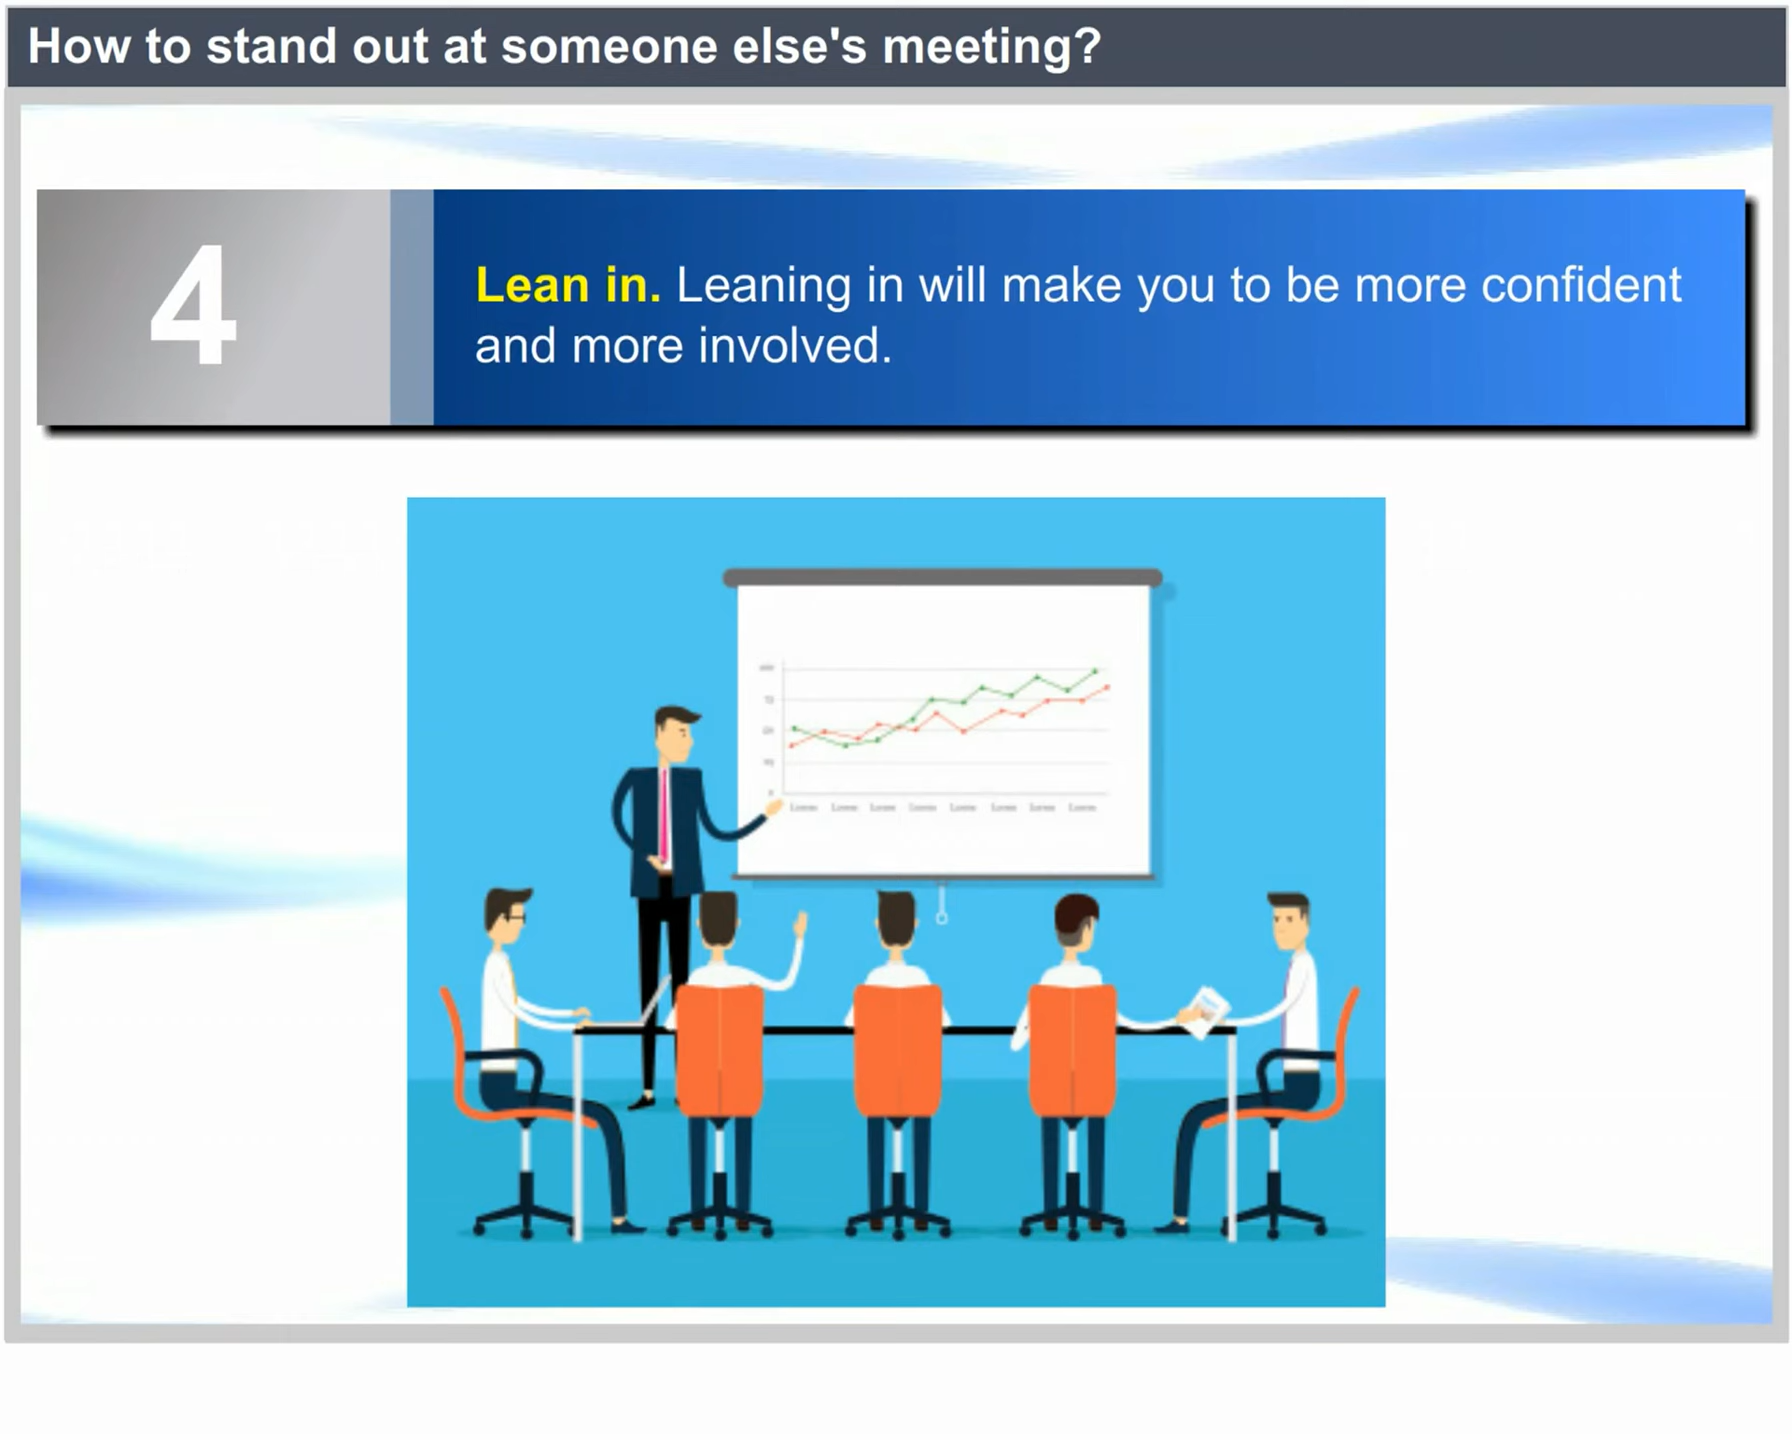 How to stand out at someone else's meeting?
4
Lean in. Leaning in will make you to be more confident
and more involved.